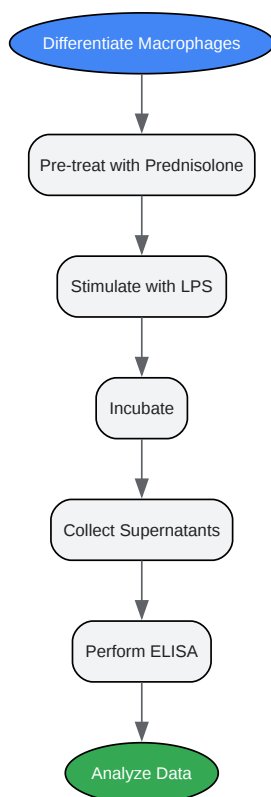 Differentiate Macrophages
Pre-treat with Prednisolone
Stimulate with LPS
Incubate
Collect Supernatants
Perform ELISA
Analyze Data